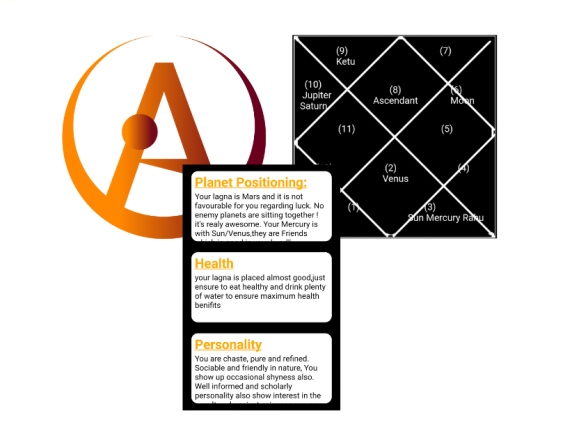 (9)
Ketu
(7)
(10)
Jupiter
Saturn
(8)
Ascendant
(6)
Moon
(11)
(5)
(2)
Venus
(4)
(1)
(3)
Sun Mercury Rahu
Planet Positioning:
Your lagna is Mars and it is not
favourable for you regarding luck. No
enemy planets are sitting together !
it's realy awesome. Your Mercury is
with Sun/Venus,they are Friends
Health
your lagna is placed almost good,just
ensure to eat healthy and drink plenty
of water to ensure maximum health
benifits
Personality
You are chaste, pure and refined.
Sociable and friendly in nature, You
show up occasional shyness also.
Well informed and scholarly
personality also show interest in the